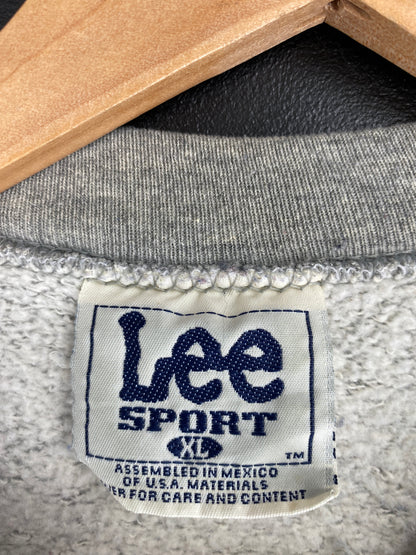 Lee
SPORT
XL
TM
ASSEMBLED IN MEXICO
OF U.S.A. MATERIALS
FOR CARE AND CONTENT